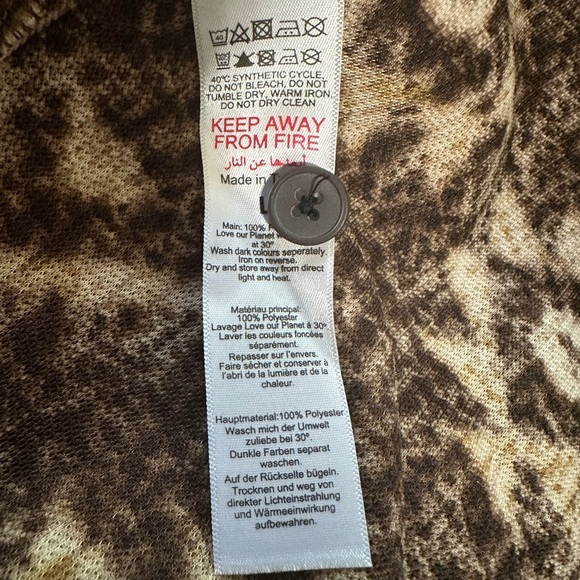 40
40°C SYNTHETIC CYCLE,
DO NOT BLEACH, DO NOT
TUMBLE DRY, WARM IRON,
DO NOT DRY CLEAN
KEEP AWAY
FROM FIRE
أبعدها عن النار
Made in
Main: 100%
Love our Planet
at 30°
Wash dark colours seperately.
Iron on reverse.
Dry and store away from direct
light and heat.
Matériau principal:
100% Polyester
Lavage Love our Planet à 30°
Laver les couleurs foncées
séparément.
Repasser sur l'envers.
Faire sécher et conserver à
l'abri de la lumière et de la
chaleur.
Hauptmaterial:100% Polyester
Wasch mich der Umwelt
zuliebe bei 30°.
Dunkle Farben separat
waschen.
Auf der Rückseite bügeln.
Trocknen und weg von
direkter Lichteinstrahlung
und Wärmeeinwirkung
aufbewahren.